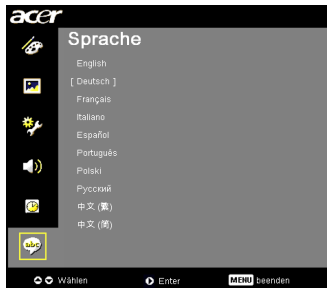 acer
Sprache
English
[ Deutsch ]
Français
Italiano
Español
Português
Polski
Русский
中文 (繁)
中文 (简)
abc
Wählen Enter MENU beenden